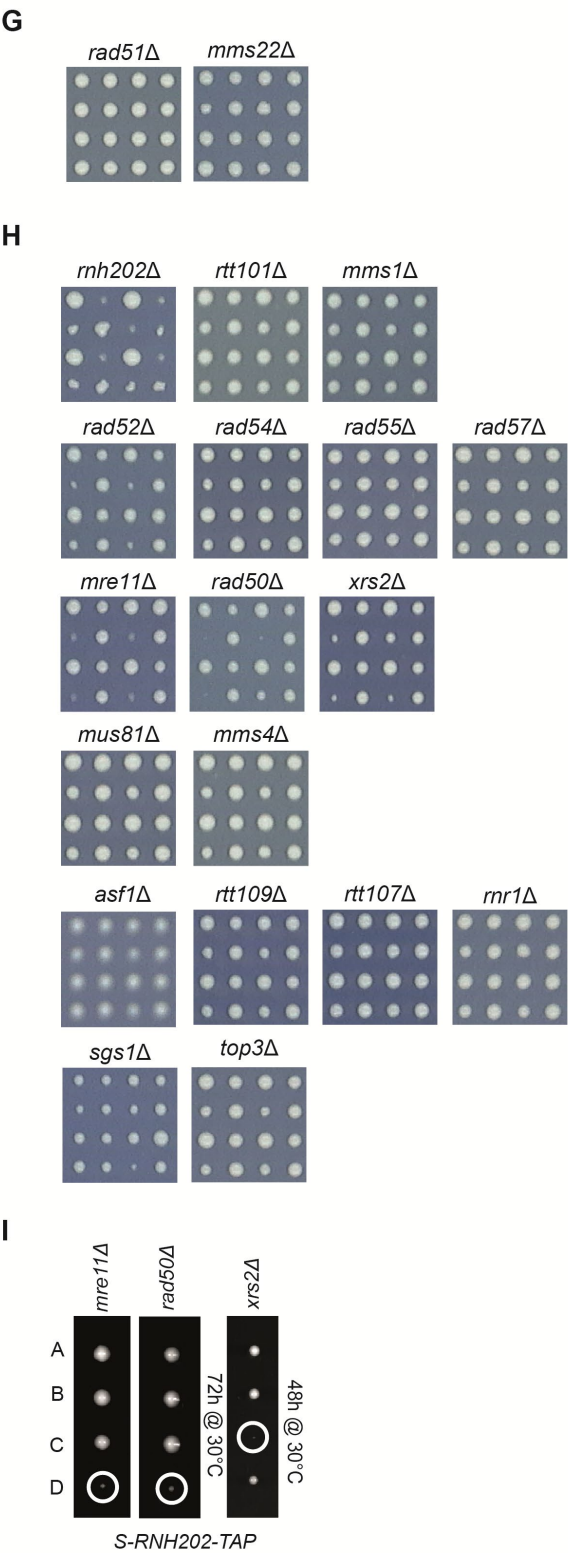 G
rad51Δ mms22Δ
H
rnh202Δ rtt101Δ mms1Δ
rad52Δ rad54Δ rad55Δ rad57Δ
mre11Δ rad50Δ xrs2Δ
mus81Δ mms4Δ
asf1Δ rtt109Δ rtt107Δ rnr1Δ
sgs1Δ top3Δ
I
mre11Δ rad50Δ xrs2Δ
A
B
C
D
72h @ 30°C
48h @ 30°C
S-RNH202-TAP